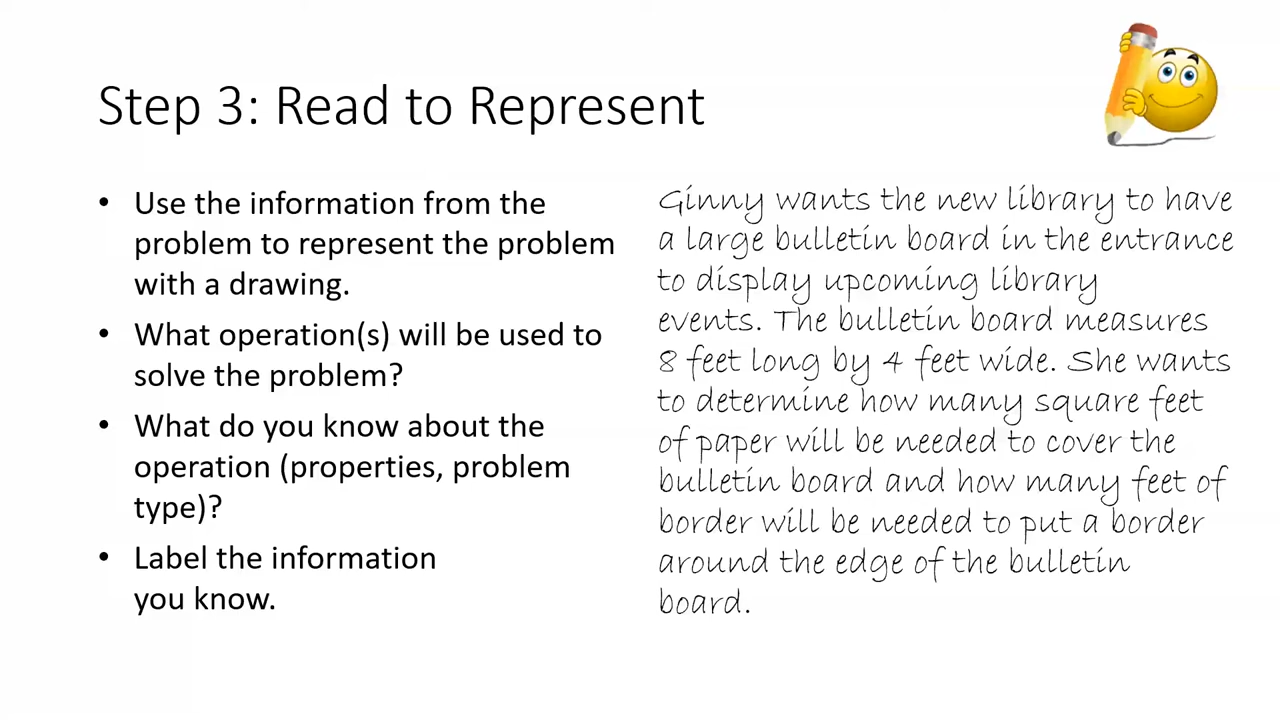 Step 3: Read to Represent
• Use the information from the
problem to represent the problem
with a drawing.
• What operation(s) will be used to
solve the problem?
• What do you know about the
operation (properties, problem
type)?
• Label the information
you know.
Ginny wants the new library to have
a large bulletin board in the entrance
to display upcoming library
events. The bulletin board measures
8 feet long by 4 feet wide. She wants
to determine how many square feet
of paper will be needed to cover the
bulletin board and how many feet of
border will be needed to put a border
around the edge of the bulletin
board.